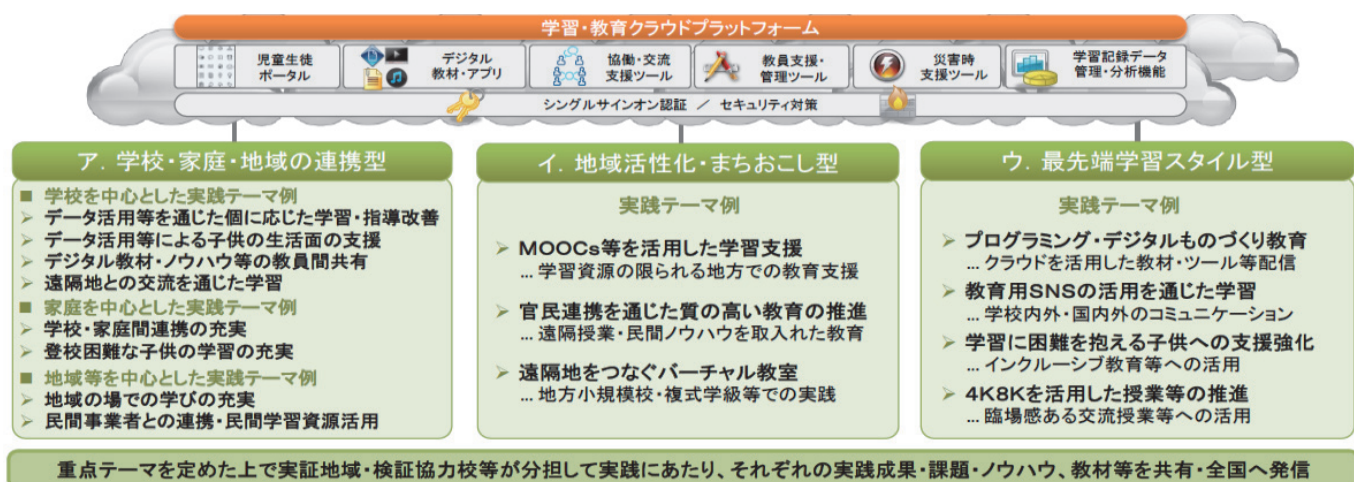 学習・教育クラウドプラットフォーム
児童生徒
ポータル
デジタル
教材・アプリ
協働・交流
支援ツール
教員支援・
管理ツール
災害時
支援ツール
学習記録データ
管理・分析機能
シングルサインオン認証 ／ セキュリティ対策
ア．学校・家庭・地域の連携型
■ 学校を中心とした実践テーマ例
➢ データ活用等を通じた個に応じた学習・指導改善
➢ データ活用等による子供の生活面の支援
➢ デジタル教材・ノウハウ等の教員間共有
➢ 遠隔地との交流を通じた学習
■ 家庭を中心とした実践テーマ例
➢ 学校・家庭間連携の充実
➢ 登校困難な子供の学習の充実
■ 地域等を中心とした実践テーマ例
➢ 地域の場での学びの充実
➢ 民間事業者との連携・民間学習資源活用
イ．地域活性化・まちおこし型
実践テーマ例
➢ MOOCs等を活用した学習支援
… 学習資源の限られる地方での教育支援
➢ 官民連携を通じた質の高い教育の推進
… 遠隔授業・民間ノウハウを取入れた教育
➢ 遠隔地をつなぐバーチャル教室
… 地方小規模校・複式学級等での実践
ウ．最先端学習スタイル型
実践テーマ例
➢ プログラミング・デジタルものづくり教育
… クラウドを活用した教材・ツール等配信
➢ 教育用SNSの活用を通じた学習
… 学校内外・国内外のコミュニケーション
➢ 学習に困難を抱える子供への支援強化
… インクルーシブ教育等への活用
➢ 4K8Kを活用した授業等の推進
… 臨場感ある交流授業等への活用
重点テーマを定めた上で実証地域・検証協力校等が分担して実践にあたり、それぞれの実践成果・課題・ノウハウ、教材等を共有・全国へ発信